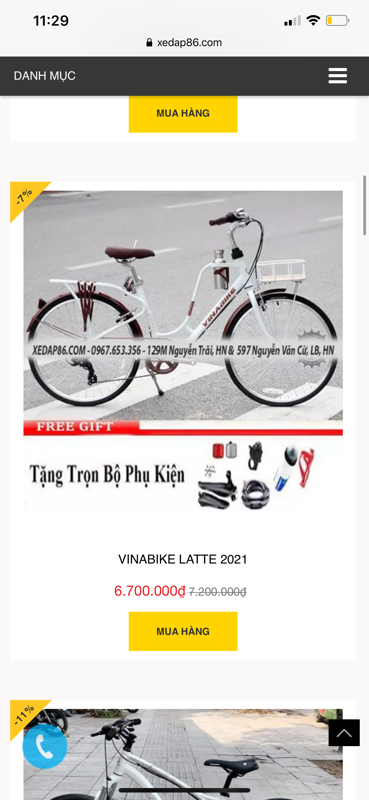 11:29
xedap86.com
DANH MỤC
MUA HÀNG
-7%
VINABIKE
XEDAP86.COM - 0967.653.356 - 129M Nguyễn Trãi, HN & 597 Nguyễn Văn Cừ, LB, HN
FREE GIFT
Tặng Trọn Bộ Phụ Kiện
VINABIKE LATTE 2021
6.700.000₫ 7.200.000₫
MUA HÀNG
-11%